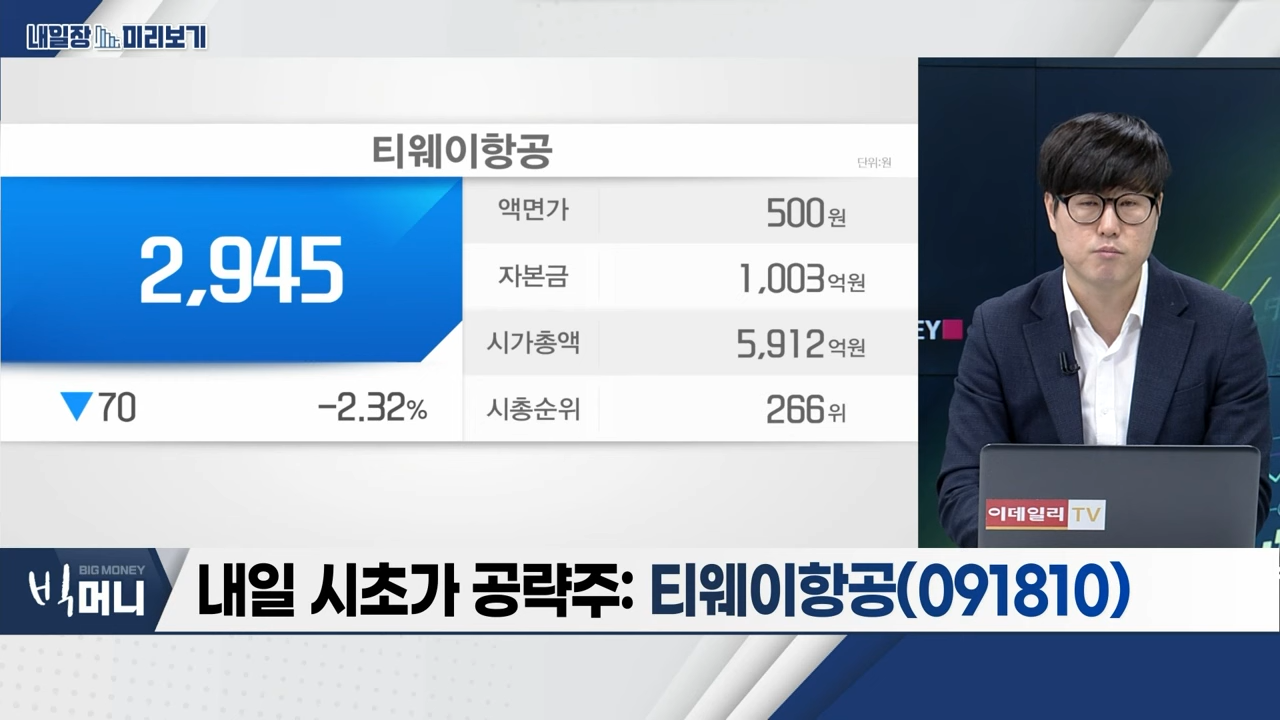 내일장 미리보기
티웨이항공
단위:원
2,945
▼70 -2.32%
액면가 500원
자본금 1,003억원
시가총액 5,912억원
시총순위 266위
EY
이데일리 TV
BIG MONEY
빅머니
내일 시초가 공략주: 티웨이항공(091810)